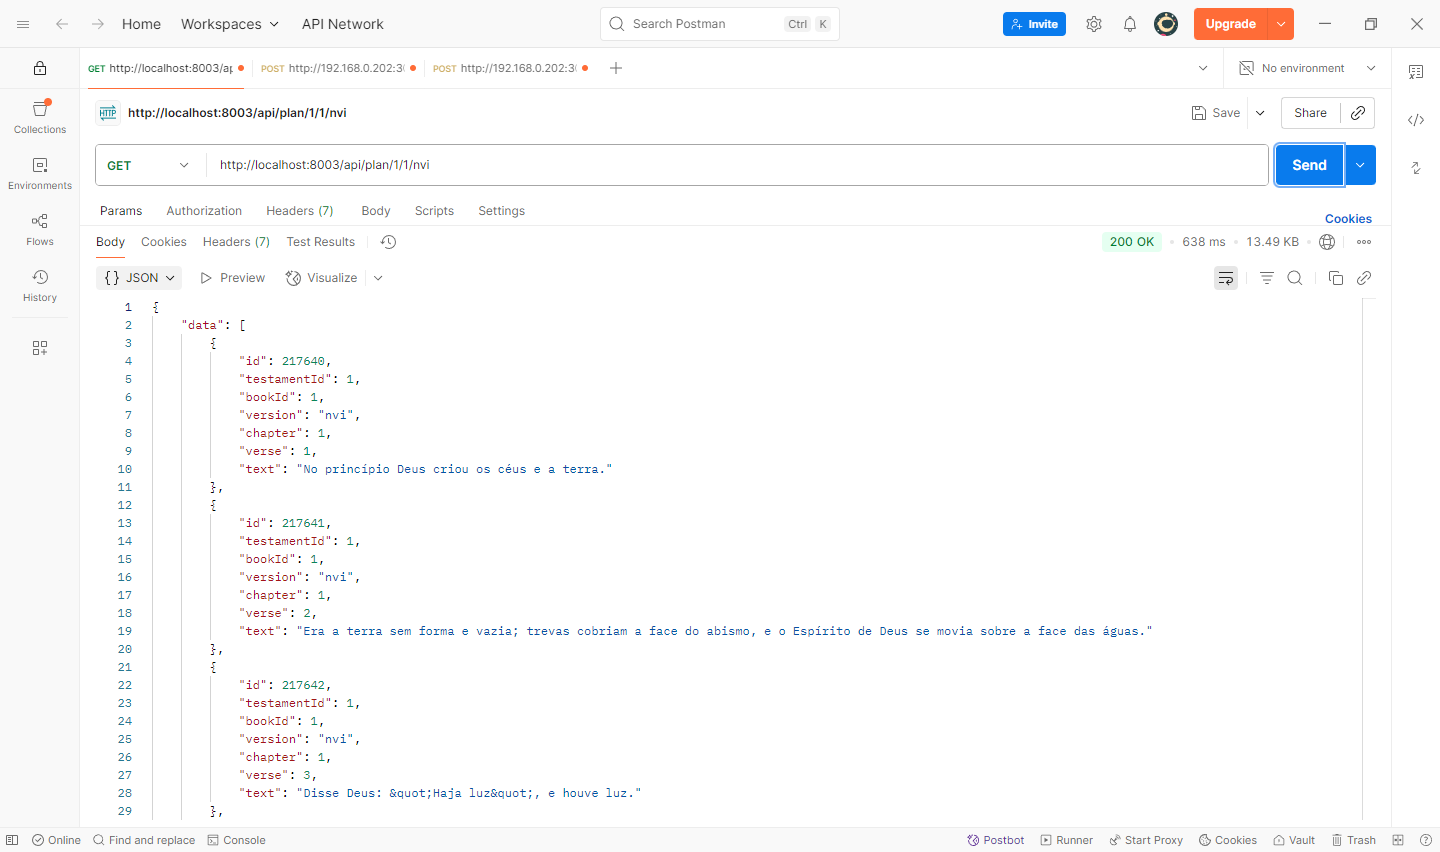 Home Workspaces API Network Search Postman Ctrl K Invite Upgrade
GET http://localhost:8003/ap POST http://192.168.0.202:3 POST http://192.168.0.202:3 No environment
HTTP http://localhost:8003/api/plan/1/1/nvi Save Share
GET http://localhost:8003/api/plan/1/1/nvi Send
Collections
Environments
Flows
History
Params Authorization Headers (7) Body Scripts Settings Cookies
Body Cookies Headers (7) Test Results 200 OK • 638 ms • 13.49 KB •
{} JSON Preview Visualize
1 {
2 "data": [
3 {
4 "id": 217640,
5 "testamentId": 1,
6 "bookId": 1,
7 "version": "nvi",
8 "chapter": 1,
9 "verse": 1,
10 "text": "No princípio Deus criou os céus e a terra."
11 },
12 {
13 "id": 217641,
14 "testamentId": 1,
15 "bookId": 1,
16 "version": "nvi",
17 "chapter": 1,
18 "verse": 2,
19 "text": "Era a terra sem forma e vazia; trevas cobriam a face do abismo, e o Espírito de Deus se movia sobre a face das águas."
20 },
21 {
22 "id": 217642,
23 "testamentId": 1,
24 "bookId": 1,
25 "version": "nvi",
26 "chapter": 1,
27 "verse": 3,
28 "text": "Disse Deus: &quot;Haja luz&quot;, e houve luz."
29 },
Online Find and replace Console Postbot Runner Start Proxy Cookies Vault Trash